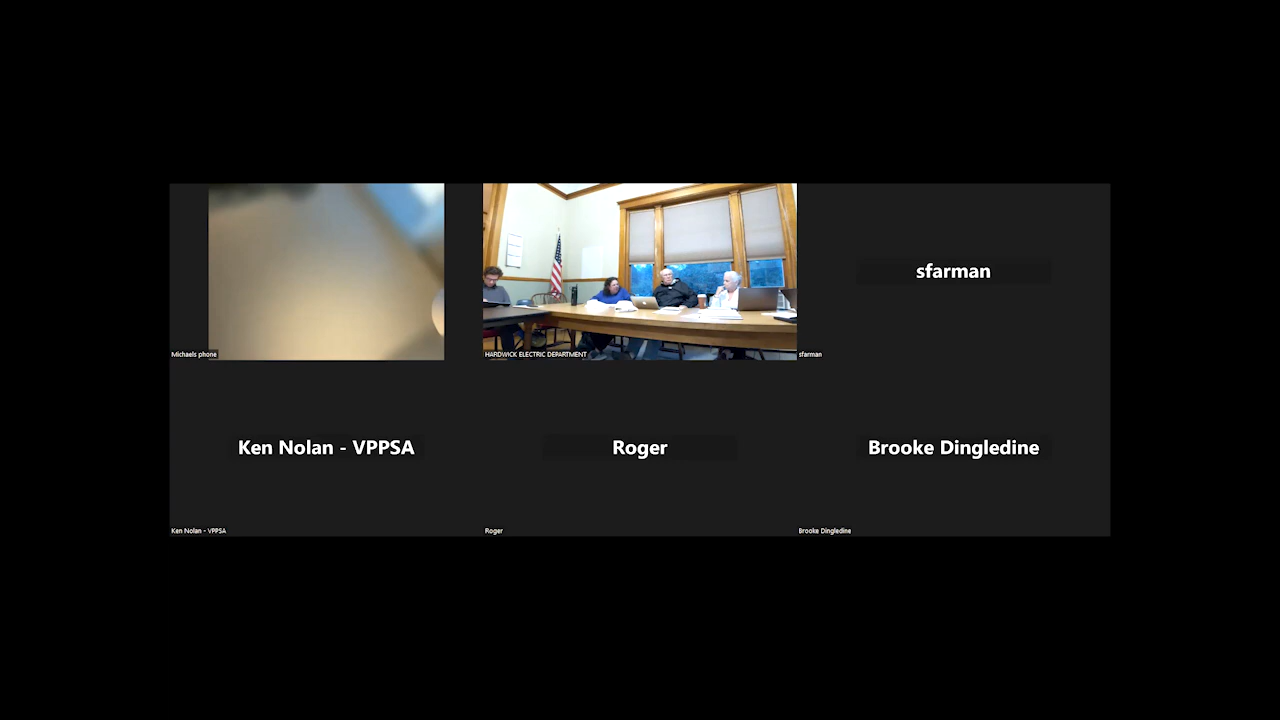 sfarman
Michaels phone
HARDWICK ELECTRIC DEPARTMENT
sfarman
Ken Nolan - VPPSA
Roger
Brooke Dingledine
Ken Nolan - VPPSA
Roger
Brooke Dingledine